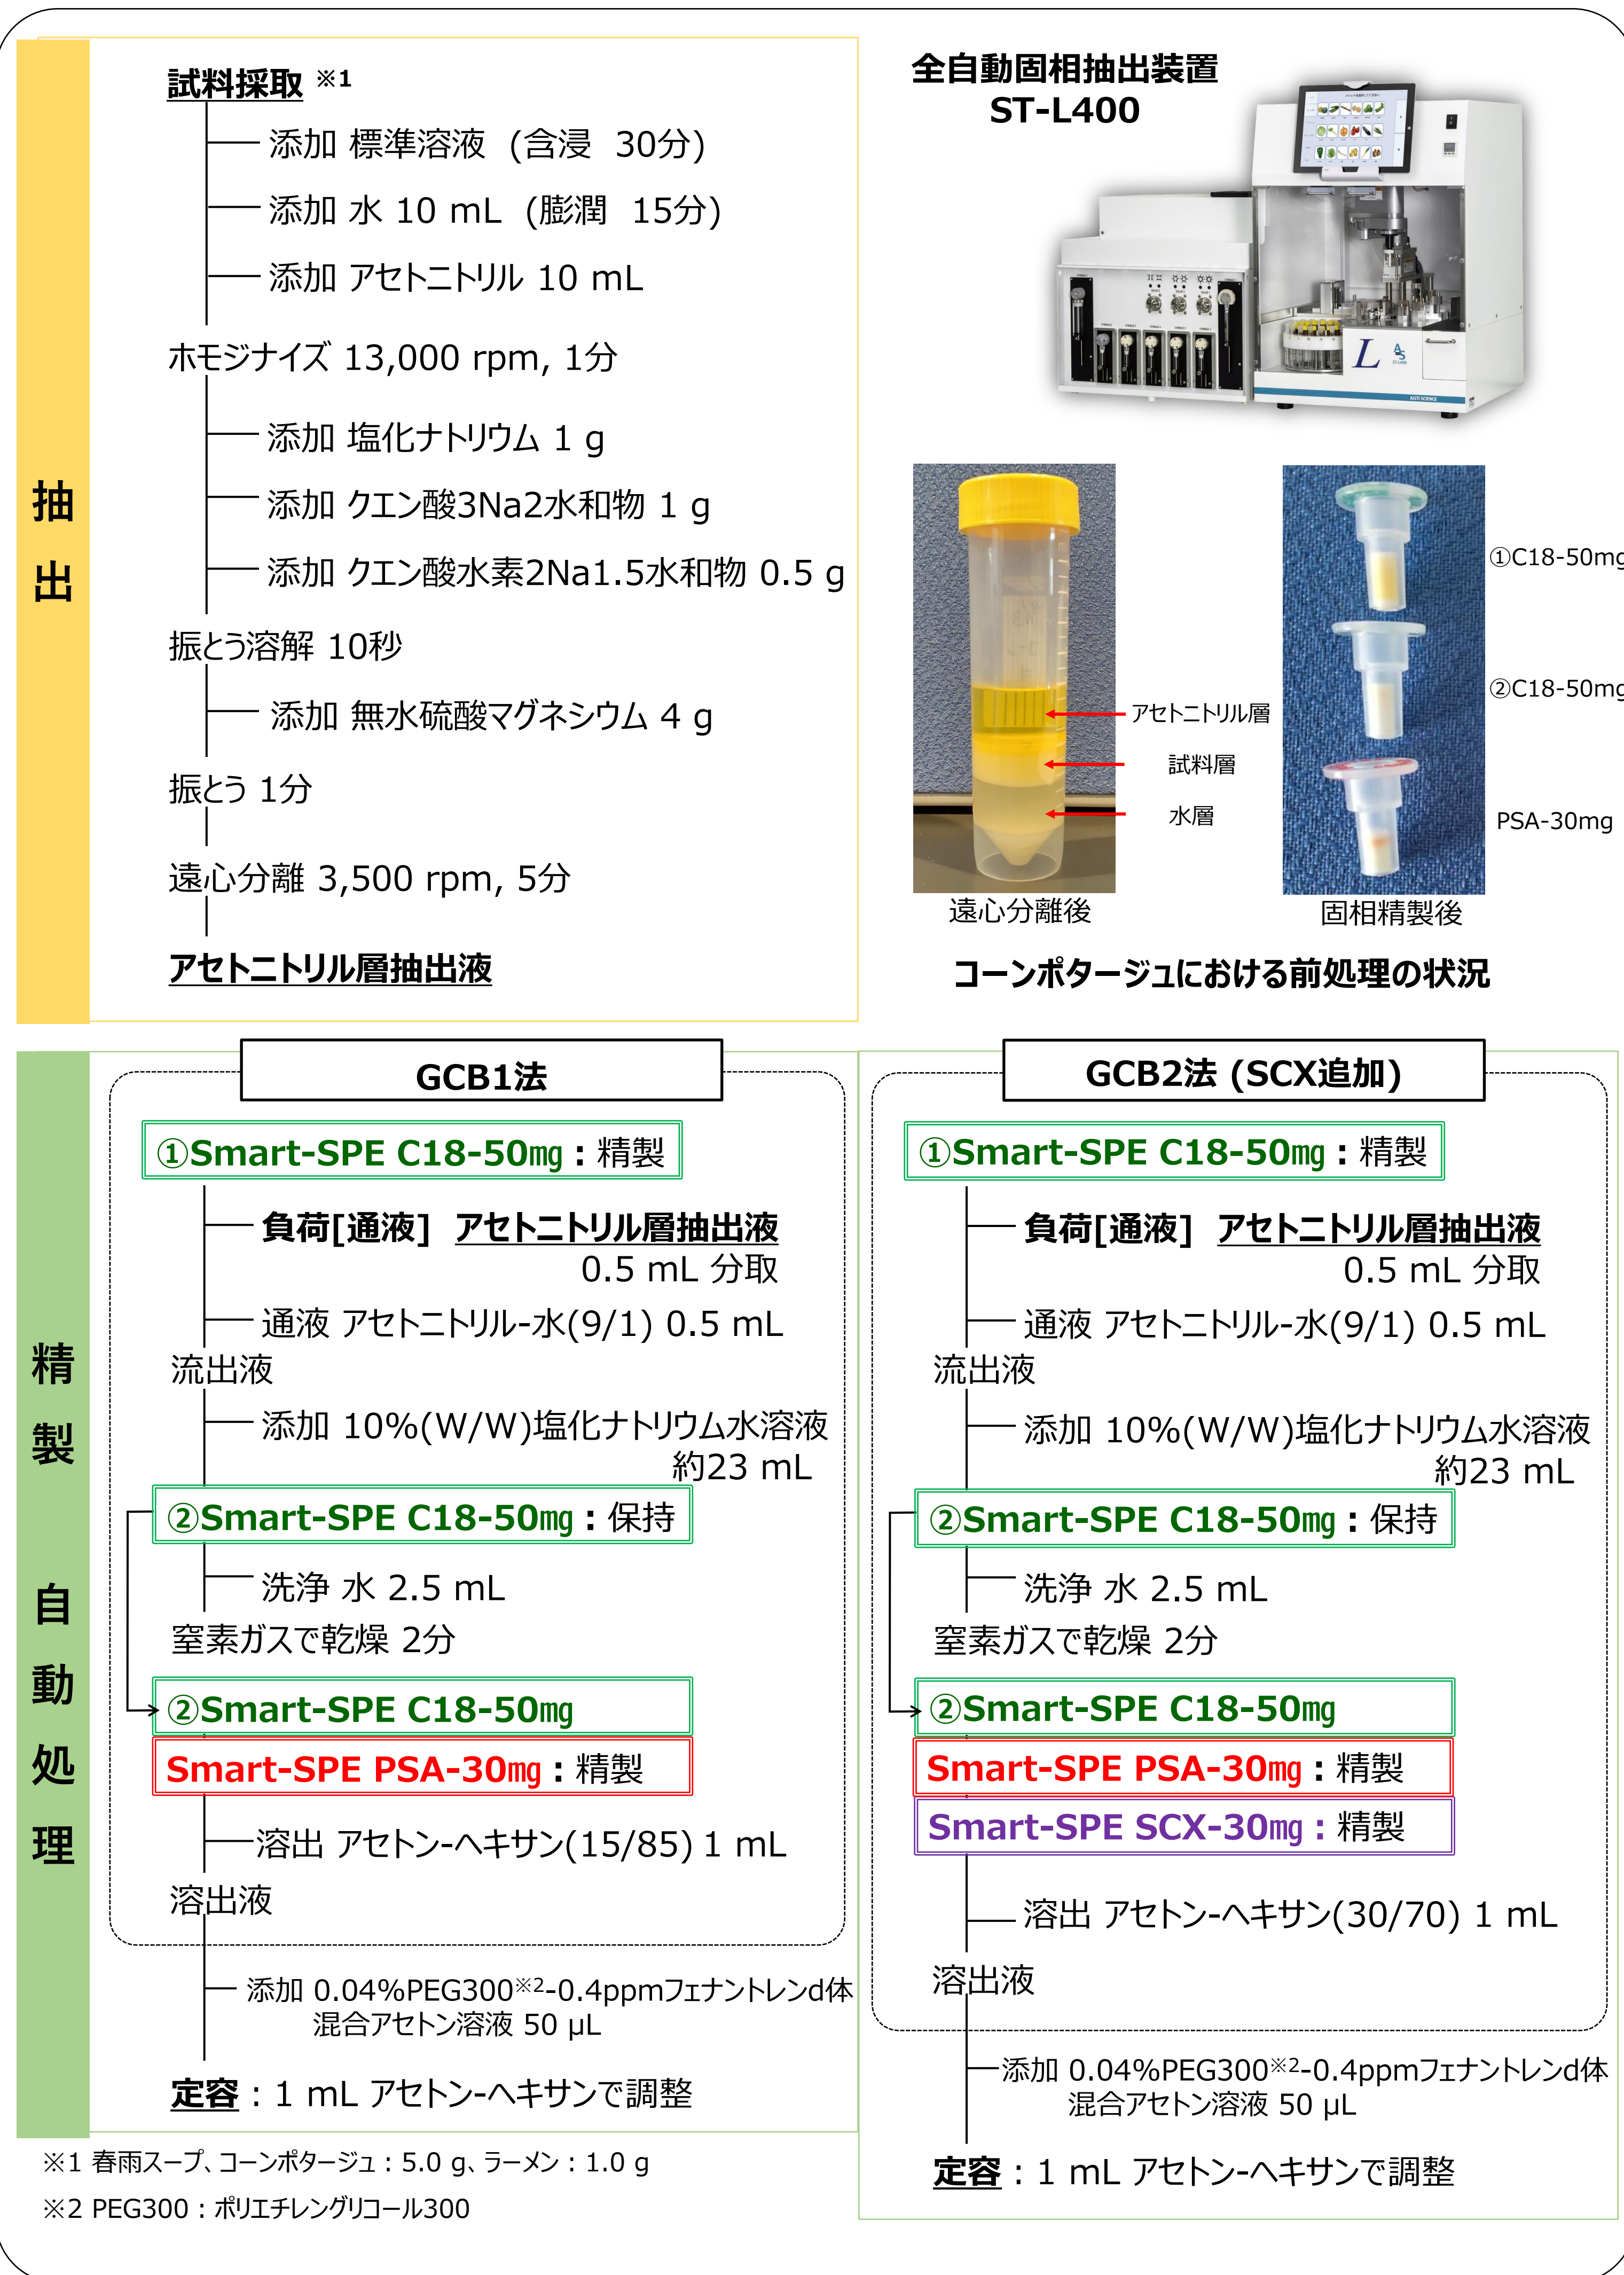 抽出
試料採取 ※1
添加 標準溶液 (含浸 30分)
添加 水 10 mL (膨潤 15分)
添加 アセトニトリル 10 mL
ホモジナイズ 13,000 rpm, 1分
添加 塩化ナトリウム 1 g
添加 クエン酸3Na2水和物 1 g
添加 クエン酸水素2Na1.5水和物 0.5 g
振とう溶解 10秒
添加 無水硫酸マグネシウム 4 g
振とう 1分
遠心分離 3,500 rpm, 5分
アセトニトリル層抽出液
全自動固相抽出装置
ST-L400
L
AiSTI SCIENCE
アセトニトリル層
試料層
水層
遠心分離後
①C18-50mg
②C18-50mg
PSA-30mg
固相精製後
コーンポタージュにおける前処理の状況
精製 自動処理
GCB1法
①Smart-SPE C18-50㎎:精製
負荷[通液] アセトニトリル層抽出液
0.5 mL 分取
通液 アセトニトリル-水(9/1) 0.5 mL
流出液
添加 10%(W/W)塩化ナトリウム水溶液
約23 mL
②Smart-SPE C18-50㎎:保持
洗浄 水 2.5 mL
窒素ガスで乾燥 2分
②Smart-SPE C18-50㎎
Smart-SPE PSA-30㎎:精製
溶出 アセトン-ヘキサン(15/85) 1 mL
溶出液
添加 0.04%PEG300※2-0.4ppmフェナントレンd体
混合アセトン溶液 50 μL
定容:1 mL アセトン-ヘキサンで調整
GCB2法 (SCX追加)
①Smart-SPE C18-50㎎:精製
負荷[通液] アセトニトリル層抽出液
0.5 mL 分取
通液 アセトニトリル-水(9/1) 0.5 mL
流出液
添加 10%(W/W)塩化ナトリウム水溶液
約23 mL
②Smart-SPE C18-50㎎:保持
洗浄 水 2.5 mL
窒素ガスで乾燥 2分
②Smart-SPE C18-50㎎
Smart-SPE PSA-30㎎:精製
Smart-SPE SCX-30㎎:精製
溶出 アセトン-ヘキサン(30/70) 1 mL
溶出液
添加 0.04%PEG300※2-0.4ppmフェナントレンd体
混合アセトン溶液 50 μL
定容:1 mL アセトン-ヘキサンで調整
※1 春雨スープ、コーンポタージュ:5.0 g、ラーメン:1.0 g
※2 PEG300:ポリエチレングリコール300